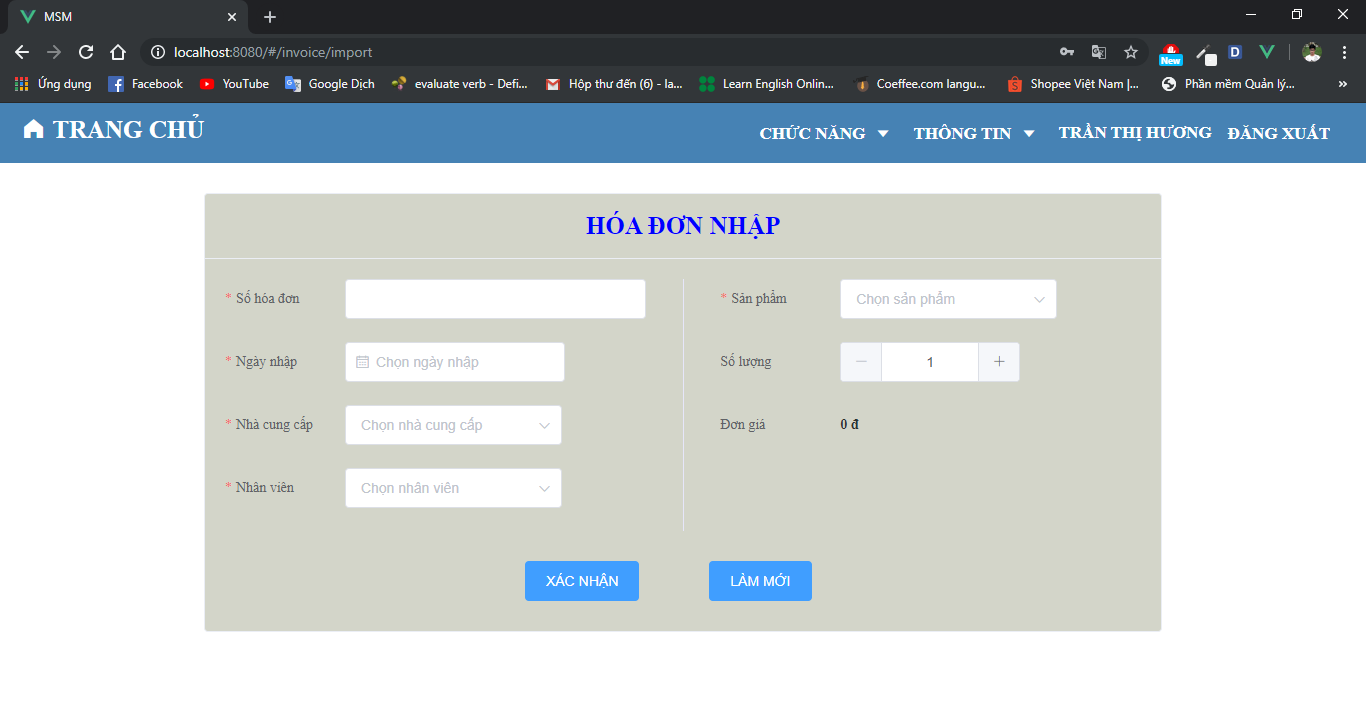 MSM
localhost:8080/#/invoice/import
New
D
Ứng dụng
Facebook
YouTube
Google Dịch
evaluate verb - Defi...
Hộp thư đến (6) - la...
Learn English Onlin...
Coeffee.com langu...
Shopee Việt Nam |...
Phần mềm Quản lý...
»
TRANG CHỦ
CHỨC NĂNG
THÔNG TIN
TRẦN THỊ HƯƠNG
ĐĂNG XUẤT
HÓA ĐƠN NHẬP
* Số hóa đơn
* Ngày nhập
Chọn ngày nhập
* Nhà cung cấp
Chọn nhà cung cấp
* Nhân viên
Chọn nhân viên
* Sản phẩm
Chọn sản phẩm
Số lượng
− 1 +
Đơn giá
0 đ
XÁC NHẬN
LÀM MỚI